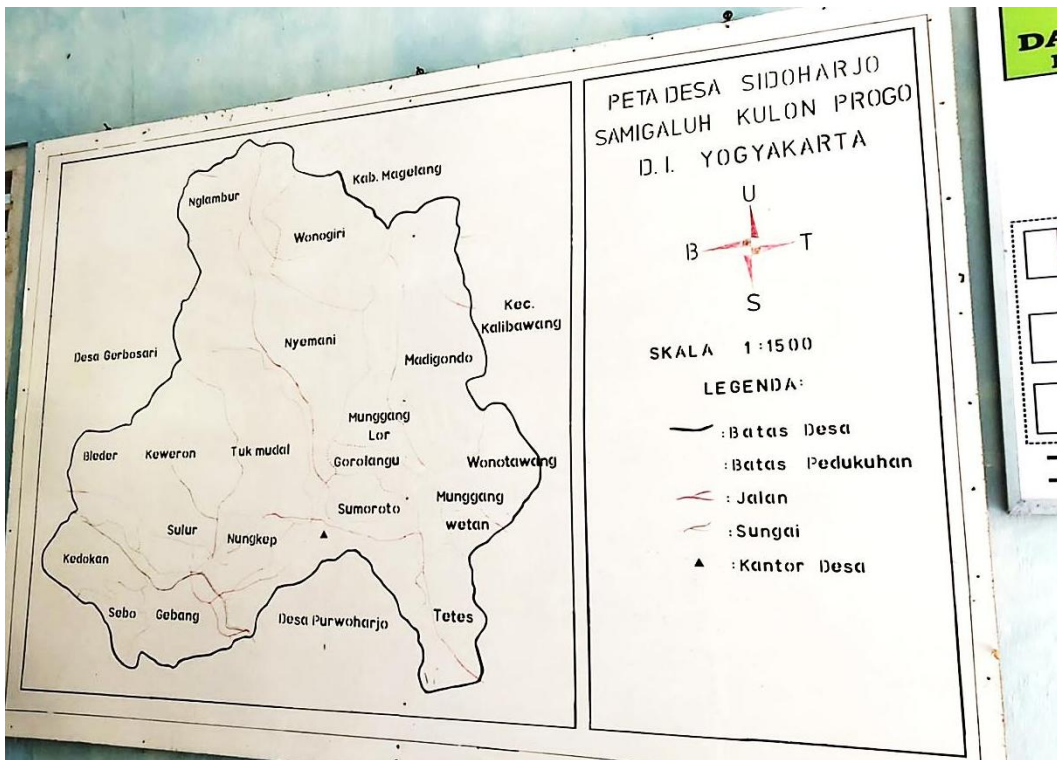 Kab. Magelang
Nglambur
Wonogiri
Kec.
Kalibawang
Desa Gerbosari
Nyemani
Madigondo
Munggang
Lor
Bleder
Keweron
Tuk mudal
Gorolangu
Wonotawang
Sumoroto
Munggang
wetan
Sulur
Nungkep
Kedokan
Sebo
Gebang
Desa Purwoharjo
Tetes
PETA DESA SIDOHARJO
SAMIGALUH KULON PROGO
D.I. YOGYAKARTA
U
B
T
S
SKALA 1:1500
LEGENDA:
: Batas Desa
: Batas Pedukuhan
: Jalan
: Sungai
: Kantor Desa